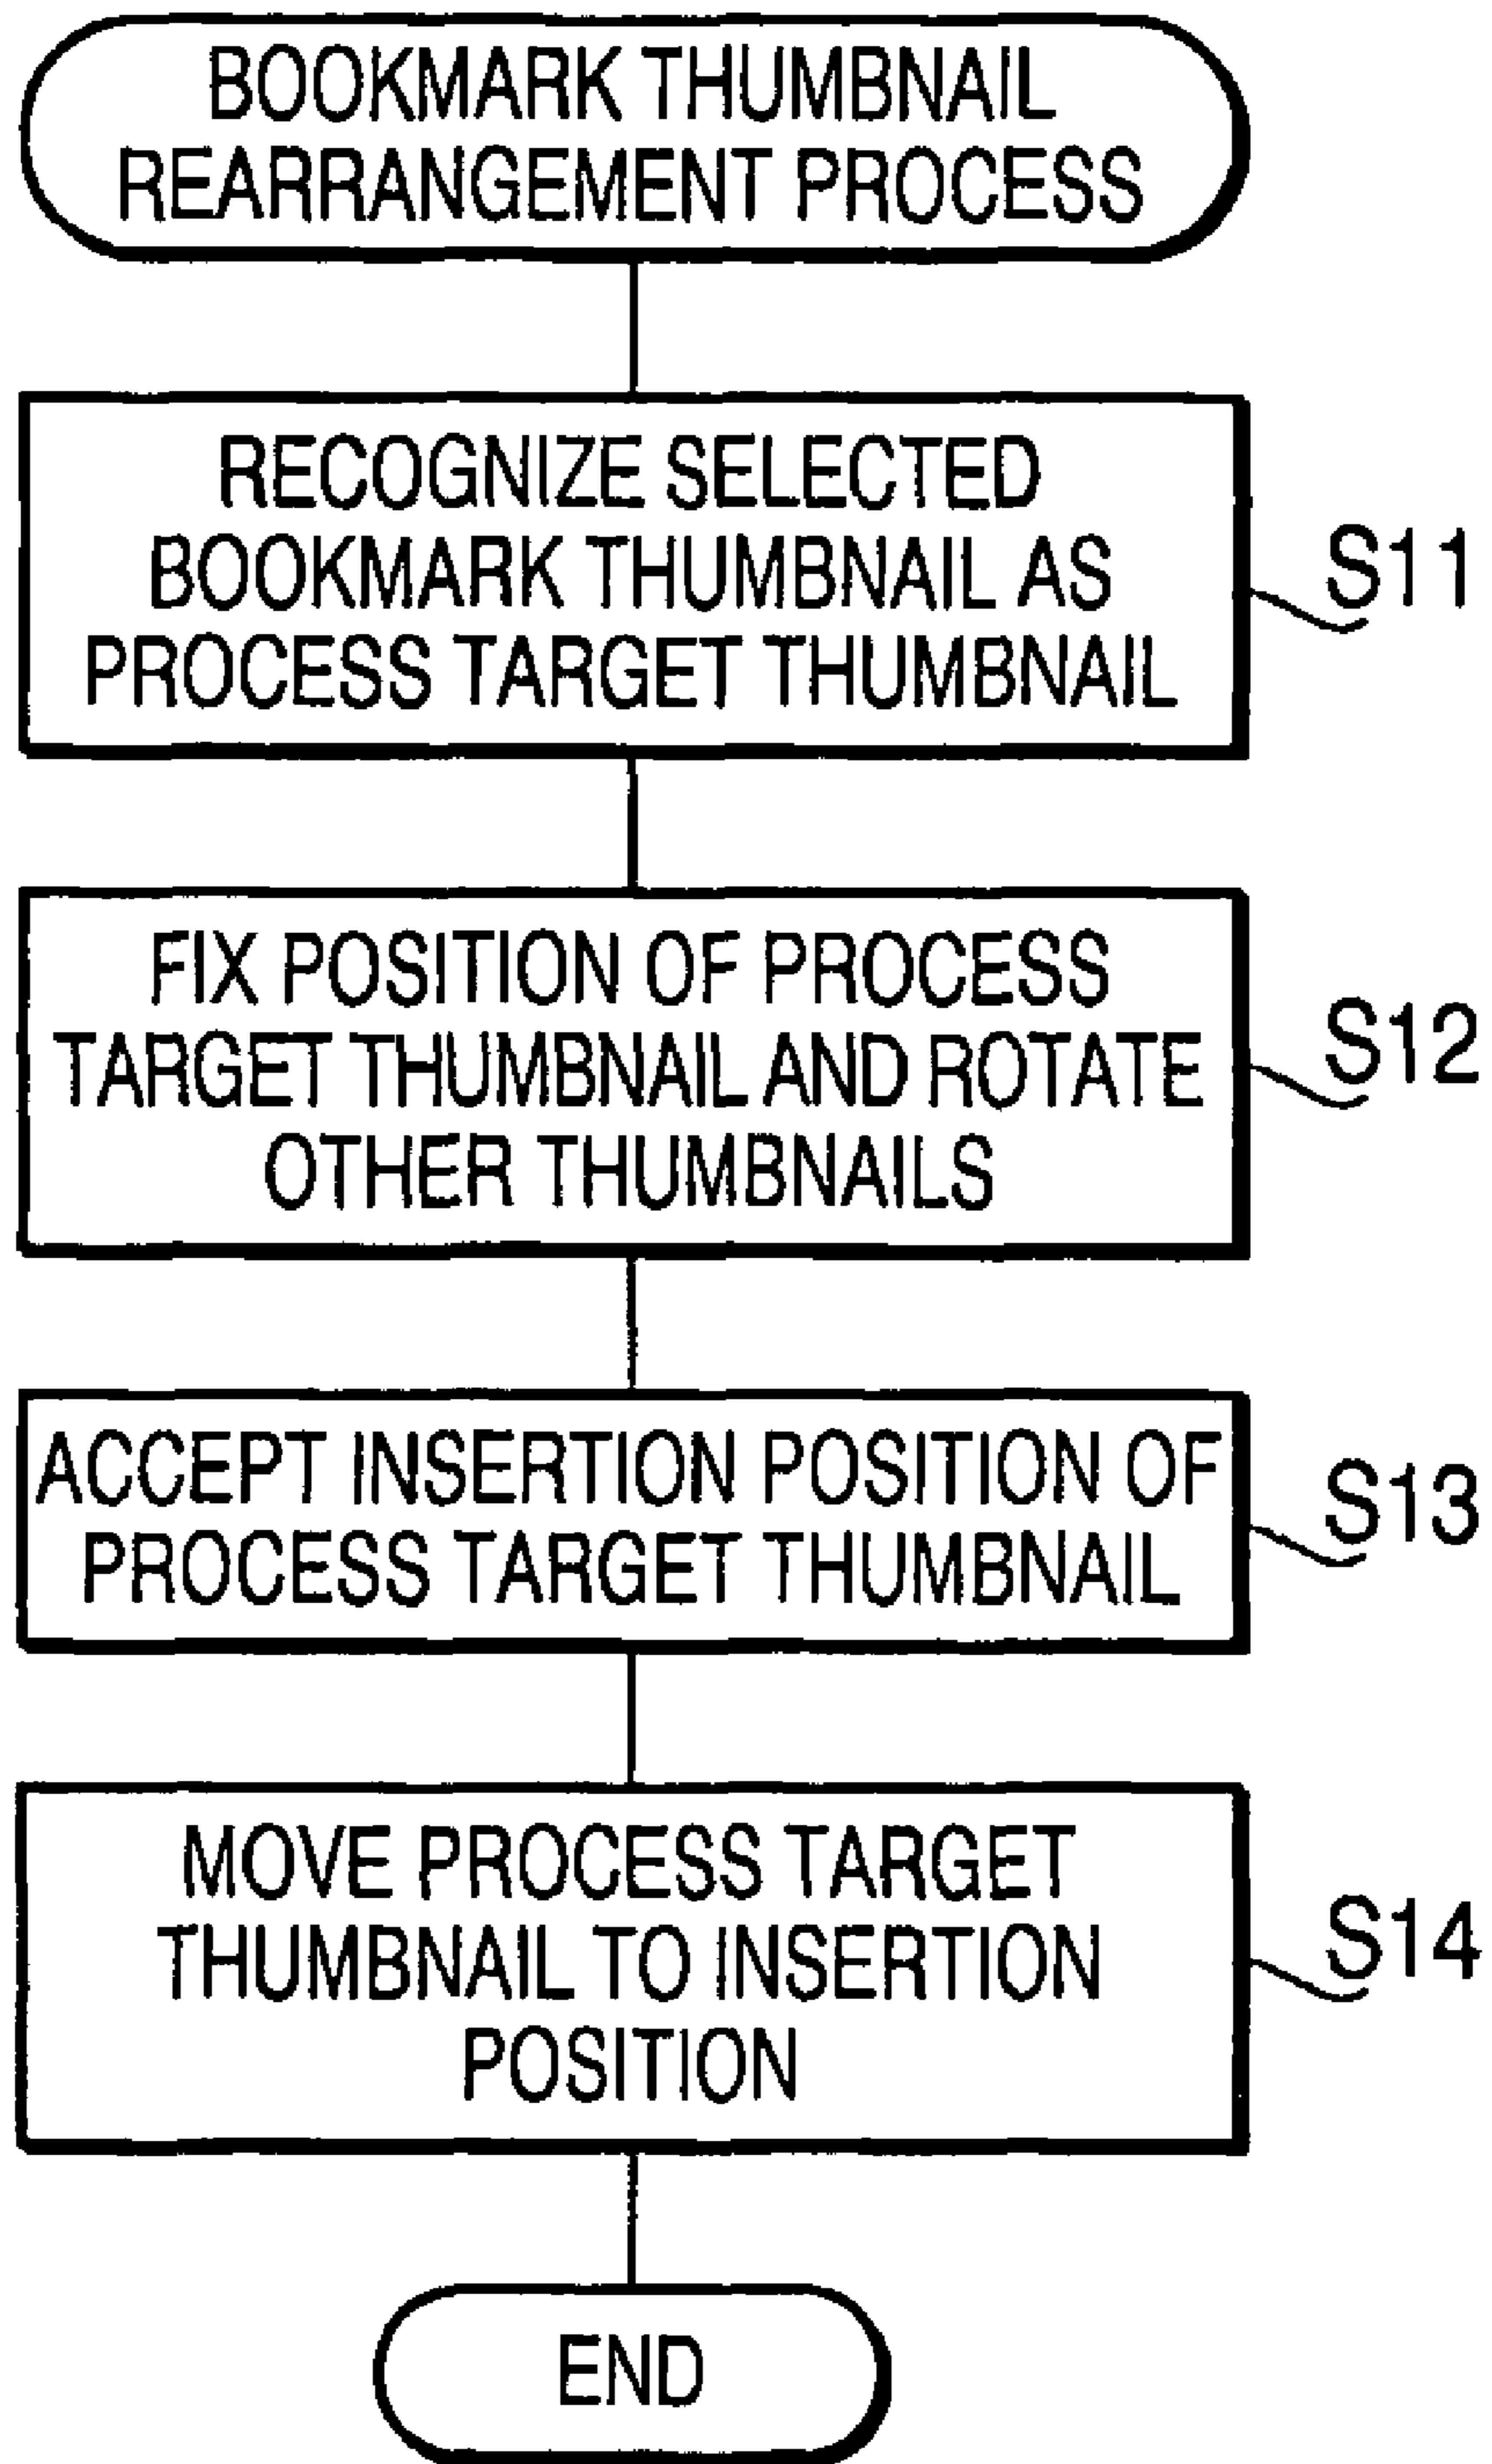 BOOKMARK THUMBNAIL
REARRANGEMENT PROCESS
RECOGNIZE SELECTED
BOOKMARK THUMBNAIL AS
PROCESS TARGET THUMBNAIL
S11
FIX POSITION OF PROCESS
TARGET THUMBNAIL AND ROTATE
OTHER THUMBNAILS
S12
ACCEPT INSERTION POSITION OF
PROCESS TARGET THUMBNAIL
S13
MOVE PROCESS TARGET
THUMBNAIL TO INSERTION
POSITION
S14
END